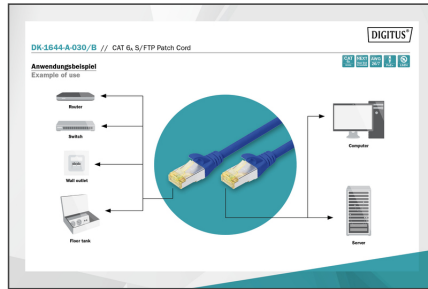 DIGITUS®
DK-1644-A-030/B // CAT 6A S/FTP Patch Cord
Anwendungsbeispiel
Example of use
Router
Switch
Wall outlet
Floor tank
Computer
Server